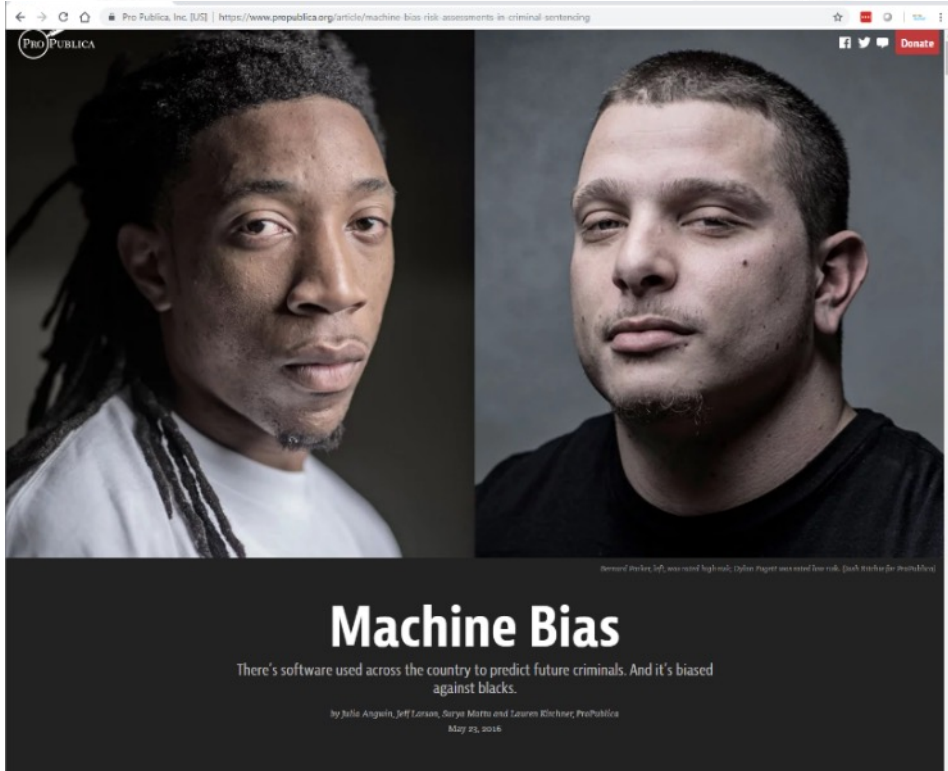 Pro Publica, Inc. [US] | https://www.propublica.org/article/machine-bias-risk-assessments-in-criminal-sentencing
PROPUBLICA
Donate
Bernard Parker, left, was rated high risk; Dylan Fugett was rated low risk. (Josh Ritchie for ProPublica)
Machine Bias
There's software used across the country to predict future criminals. And it's biased
against blacks.
by Julia Angwin, Jeff Larson, Surya Mattu and Lauren Kirchner, ProPublica
May 23, 2016